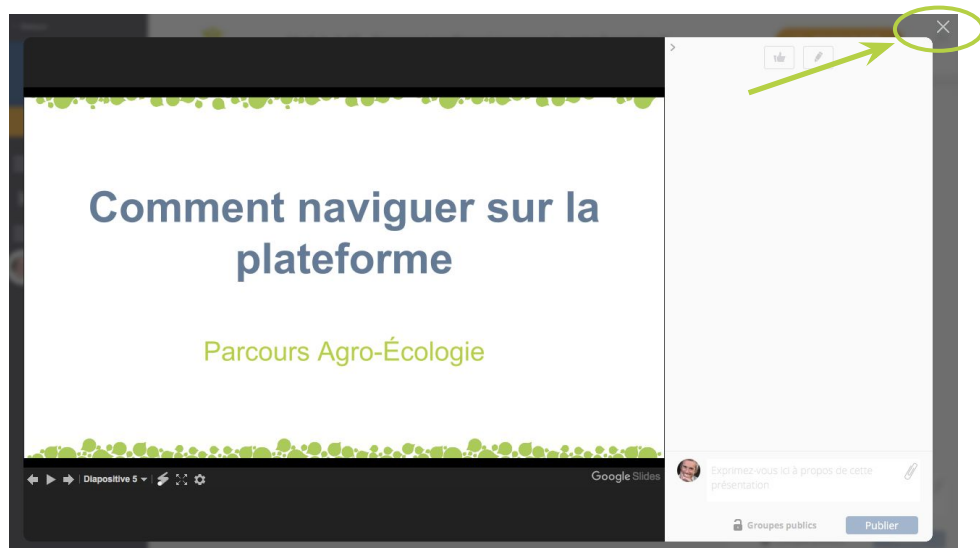 Comment naviguer sur la
plateforme
Parcours Agro-Écologie
Diapositive 5
Google Slides
Exprimez-vous ici à propos de cette
présentation
Groupes publics
Publier